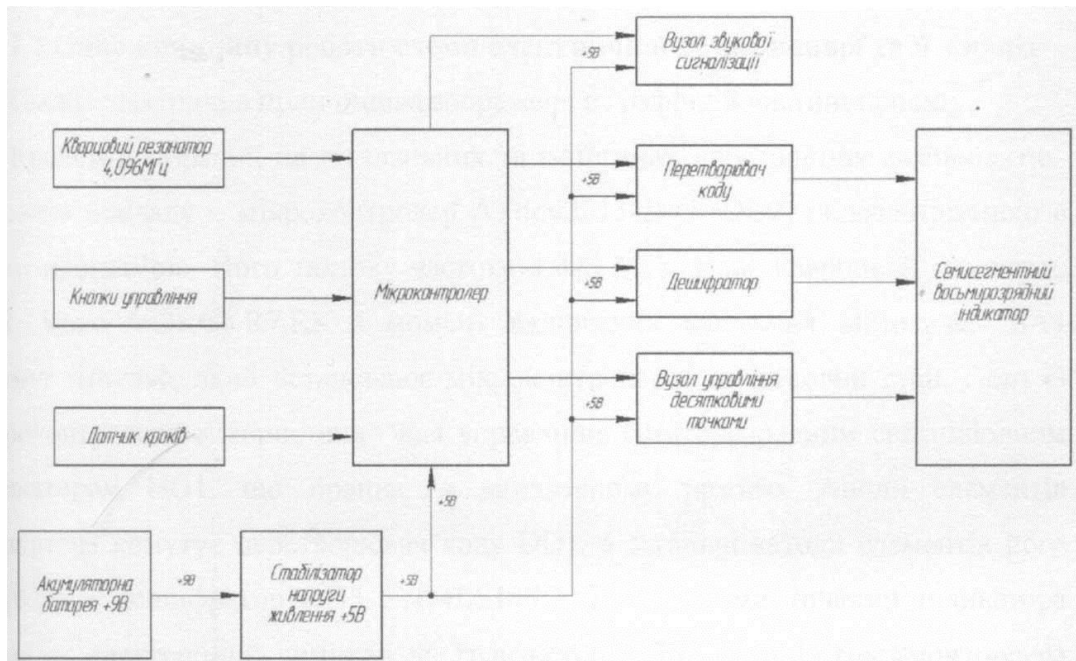 Вузол звукової
сигналізації
+5В
Кварцовий резонатор
4,096МГц
Перетворювач
коду
+5В
Кнопки управління
Мікроконтролер
Дешифратор
+5В
Семисегментний
восьмирозрядний
індикатор
Вузол управління
десятковими
точками
+5В
Датчик кроків
+5В
Акумуляторна
батарея +9В
+9В
Стабілізатор
напруги
живлення +5В
+5В